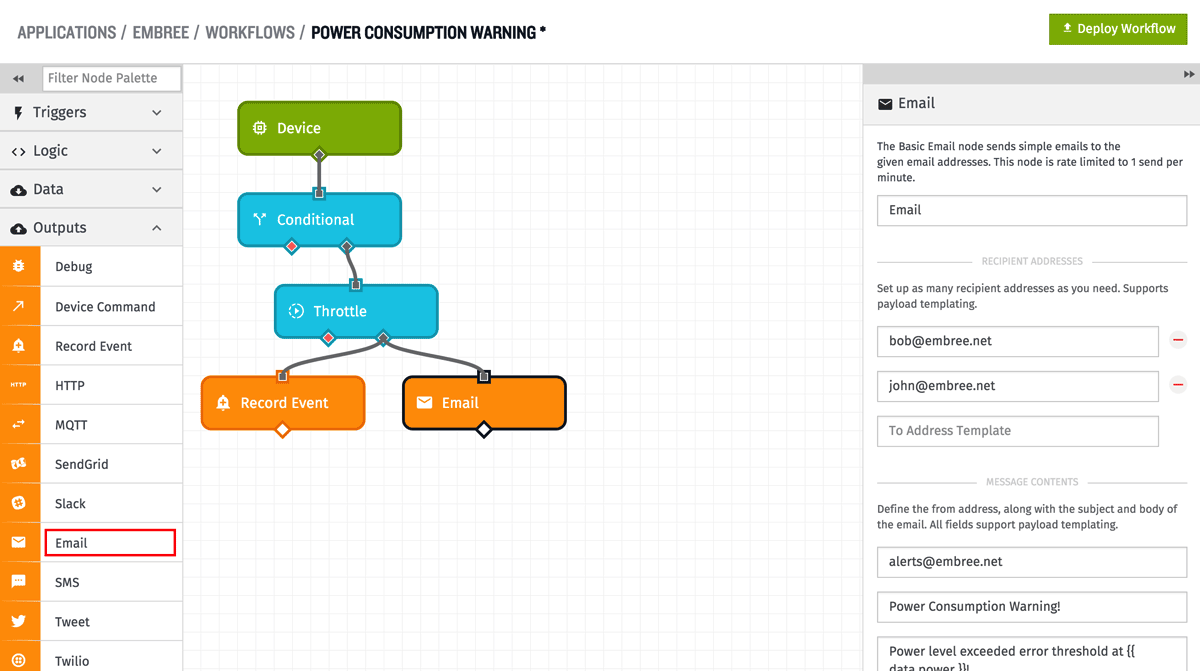 APPLICATIONS / EMBREE / WORKFLOWS / POWER CONSUMPTION WARNING *
Deploy Workflow
Filter Node Palette
Triggers
Logic
Data
Outputs
Debug
Device Command
Record Event
HTTP
HTTP
MQTT
SendGrid
Slack
Email
SMS
Tweet
Twilio
Device
Conditional
Throttle
Record Event
Email
Email
The Basic Email node sends simple emails to the
given email addresses. This node is rate limited to 1 send per
minute.
Email
RECIPIENT ADDRESSES
Set up as many recipient addresses as you need. Supports
payload templating.
bob@embree.net
john@embree.net
To Address Template
MESSAGE CONTENTS
Define the from address, along with the subject and body of
the email. All fields support payload templating.
alerts@embree.net
Power Consumption Warning!
Power level exceeded error threshold at {{
data.power }}!